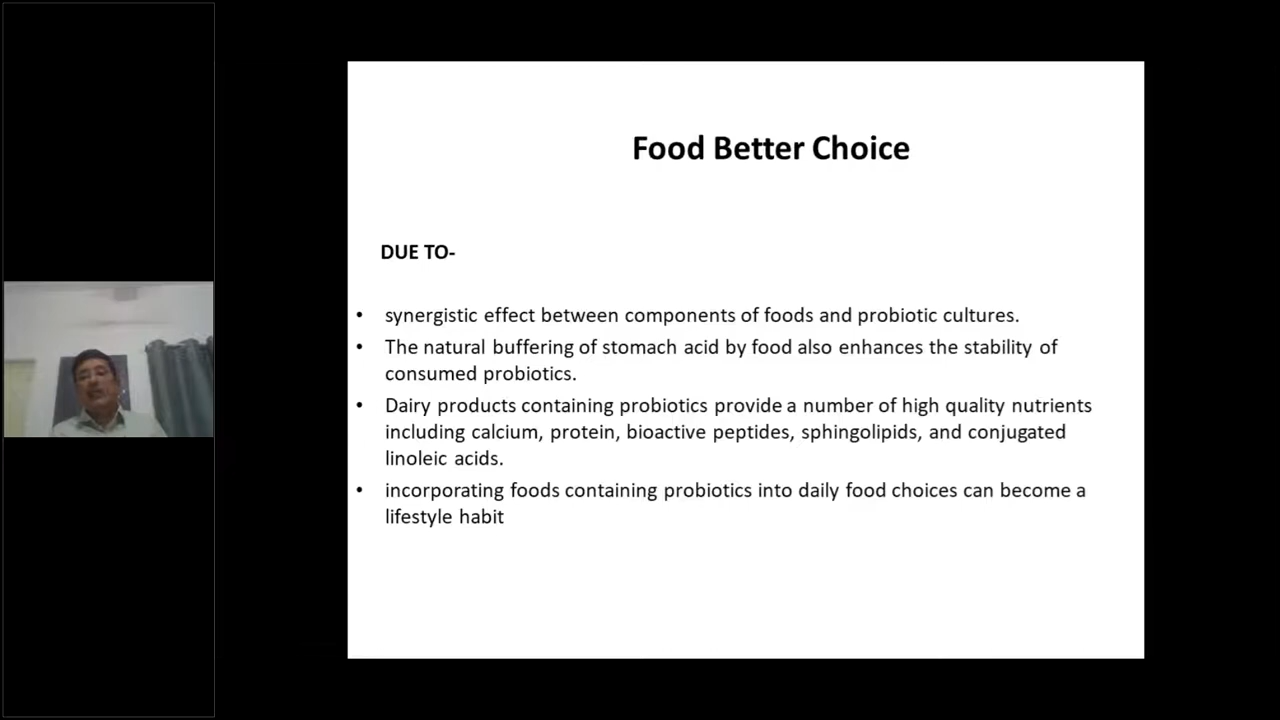 Food Better Choice
DUE TO-
• synergistic effect between components of foods and probiotic cultures.
• The natural buffering of stomach acid by food also enhances the stability of
consumed probiotics.
• Dairy products containing probiotics provide a number of high quality nutrients
including calcium, protein, bioactive peptides, sphingolipids, and conjugated
linoleic acids.
• incorporating foods containing probiotics into daily food choices can become a
lifestyle habit